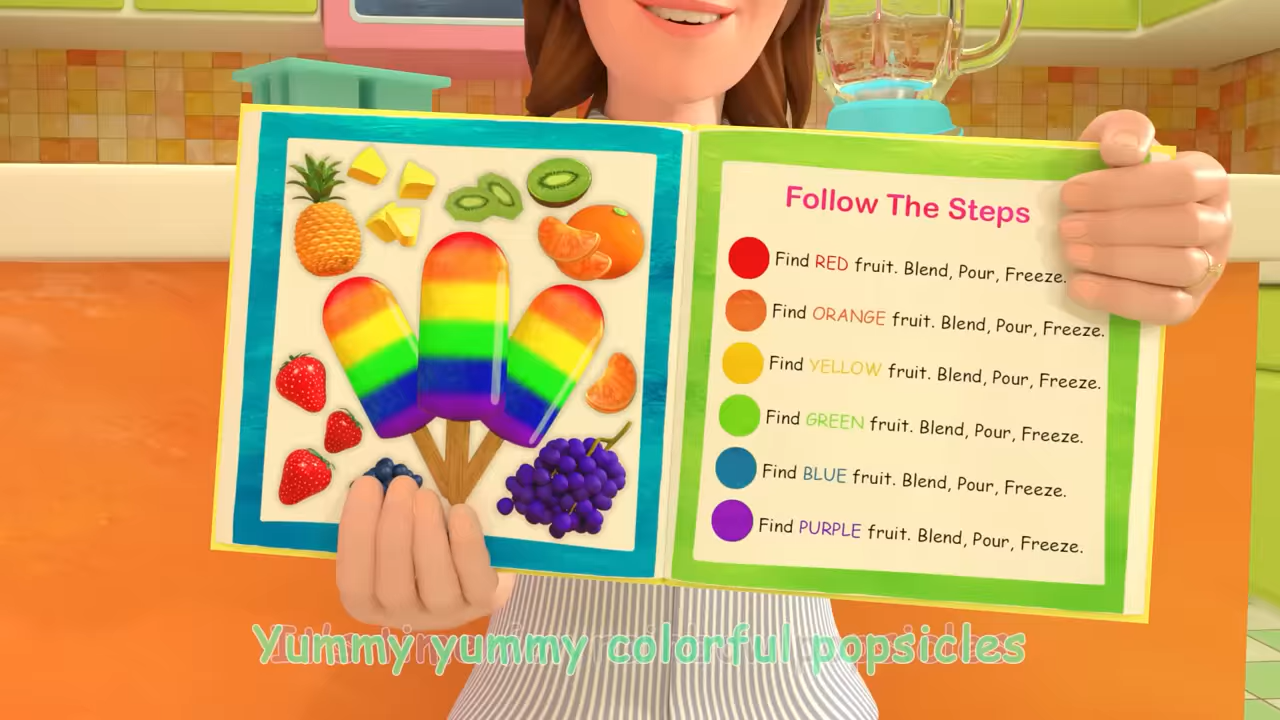 Follow The Steps
Find RED fruit. Blend, Pour, Freeze.
Find ORANGE fruit. Blend, Pour, Freeze.
Find YELLOW fruit. Blend, Pour, Freeze.
Find GREEN fruit. Blend, Pour, Freeze.
Find BLUE fruit. Blend, Pour, Freeze.
Find PURPLE fruit. Blend, Pour, Freeze.
Yummy yummy colorful popsicles